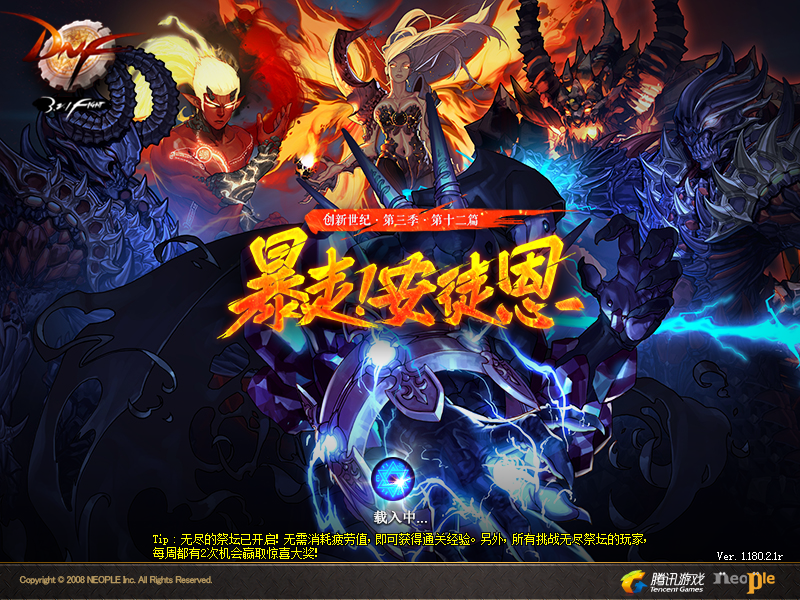 DNF
创新世纪·第三季·第十二篇
暴走!安徒恩
载入中...
Tip : 无尽的祭坛已开启! 无需消耗疲劳值, 即可获得通关经验。另外, 所有挑战无尽祭坛的玩家,
每周都有2次机会赢取惊喜大奖!
Ver. 1.180.2.1r
Copyright © 2008 NEOPLE Inc. All Rights Reserved.
腾讯游戏
Tencent Games
neople